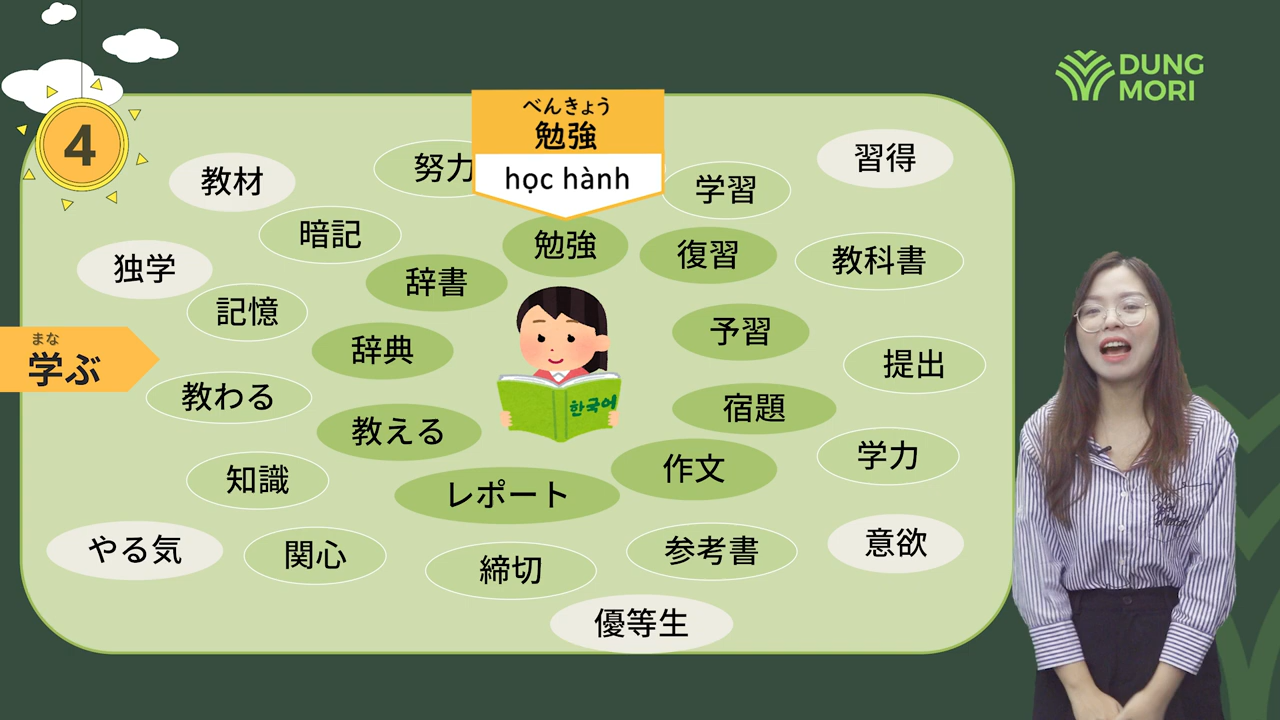 DUNG
MORI
4
べんきょう
勉強
học hành
教材
努力
学習
習得
暗記
勉強
復習
教科書
独学
辞書
記憶
予習
まな
学ぶ
辞典
提出
教わる
教える
한국어
宿題
知識
レポート
作文
学力
やる気
関心
締切
参考書
意欲
優等生